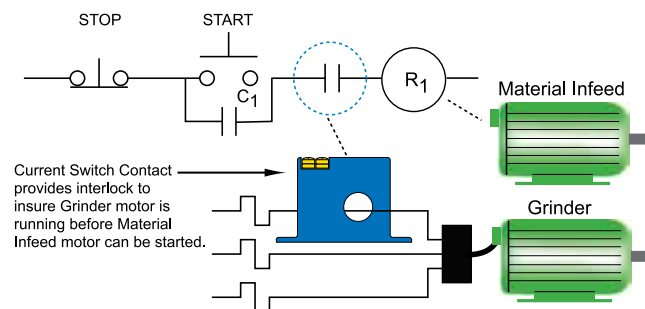 STOP
START
C1
R1
Material Infeed
Current Switch Contact
provides interlock to
insure Grinder motor is
running before Material
Infeed motor can be started.
Grinder